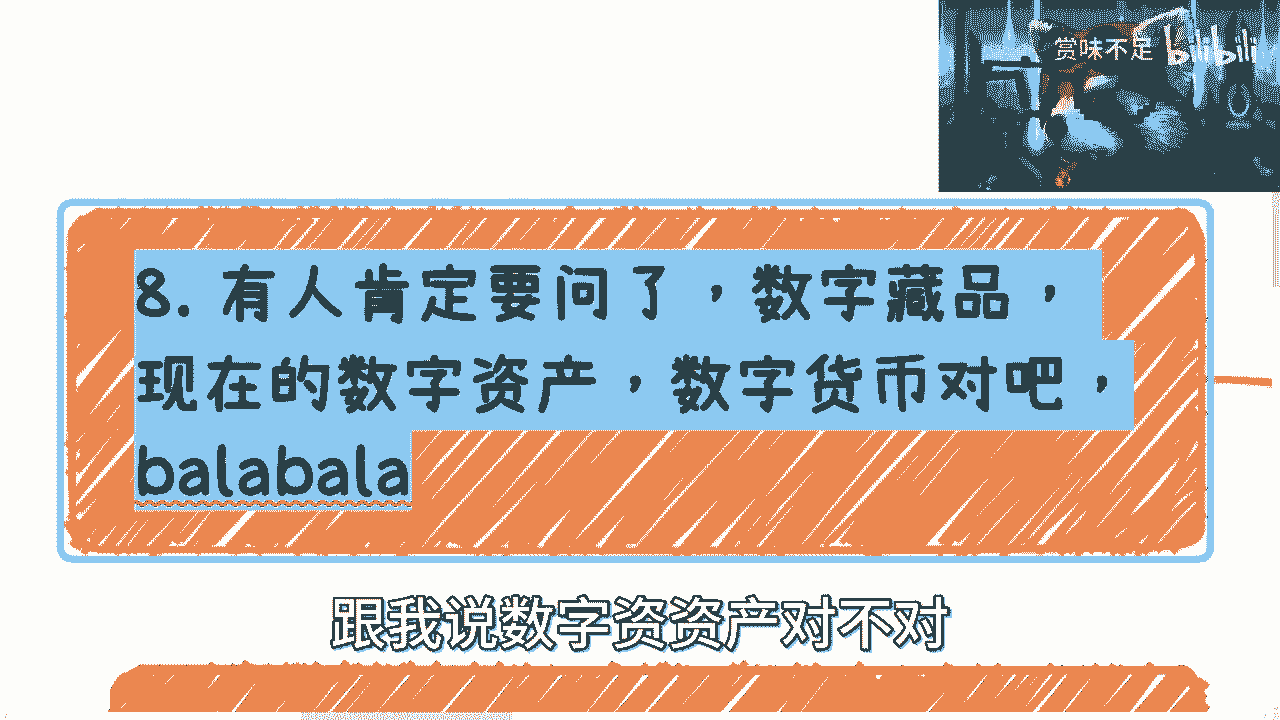 赏味不足 bilibili
8. 有人肯定要问了，数字藏品，
现在的数字资产，数字货币对吧，
balabala
跟我说数字资资产对不对